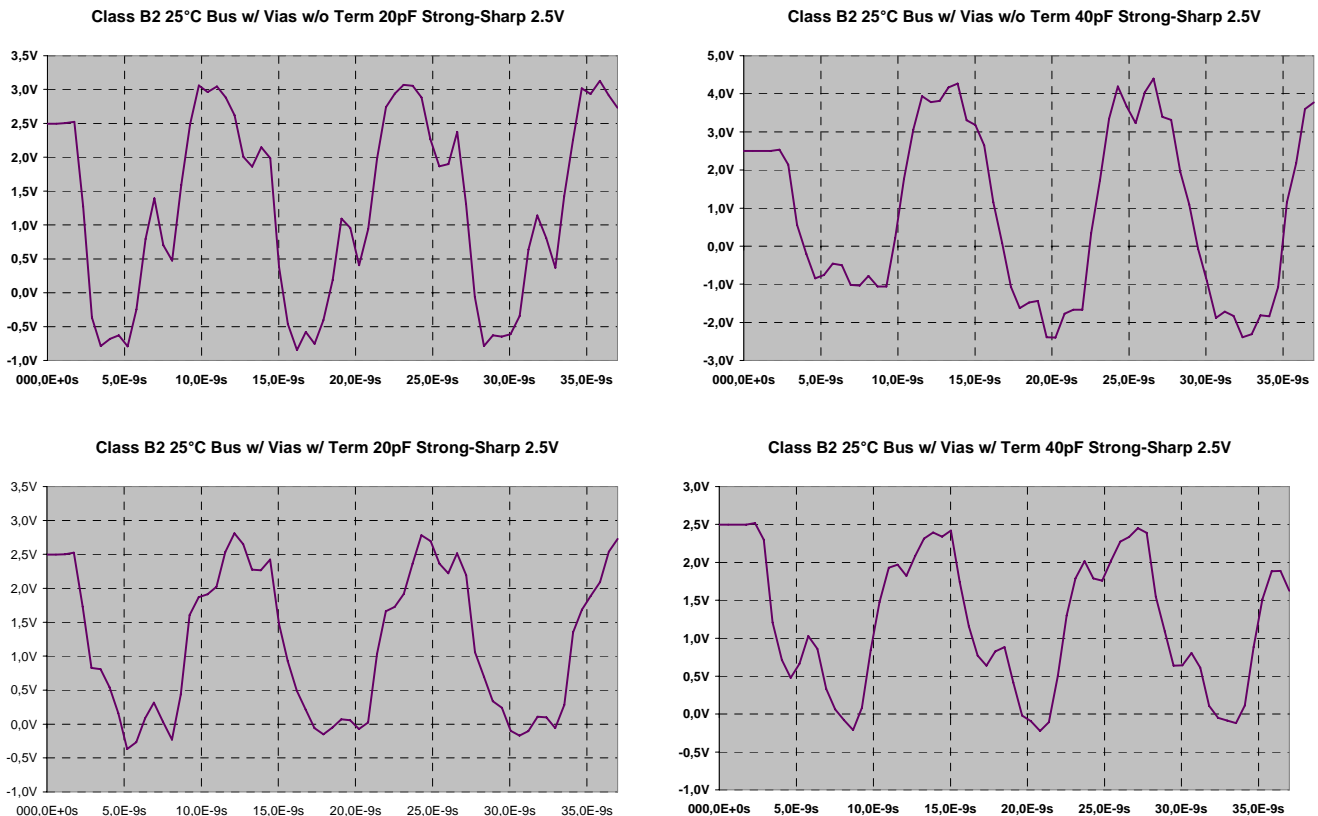 Class B2 25°C Bus w/ Vias w/o Term 20pF Strong-Sharp 2.5V
3,5V
3,0V
2,5V
2,0V
1,5V
1,0V
0,5V
0,0V
-0,5V
-1,0V
000,0E+0s 5,0E-9s 10,0E-9s 15,0E-9s 20,0E-9s 25,0E-9s 30,0E-9s 35,0E-9s
Class B2 25°C Bus w/ Vias w/o Term 40pF Strong-Sharp 2.5V
5,0V
4,0V
3,0V
2,0V
1,0V
0,0V
-1,0V
-2,0V
-3,0V
000,0E+0s 5,0E-9s 10,0E-9s 15,0E-9s 20,0E-9s 25,0E-9s 30,0E-9s 35,0E-9s
Class B2 25°C Bus w/ Vias w/ Term 20pF Strong-Sharp 2.5V
3,5V
3,0V
2,5V
2,0V
1,5V
1,0V
0,5V
0,0V
-0,5V
-1,0V
000,0E+0s 5,0E-9s 10,0E-9s 15,0E-9s 20,0E-9s 25,0E-9s 30,0E-9s 35,0E-9s
Class B2 25°C Bus w/ Vias w/ Term 40pF Strong-Sharp 2.5V
3,0V
2,5V
2,0V
1,5V
1,0V
0,5V
0,0V
-0,5V
-1,0V
000,0E+0s 5,0E-9s 10,0E-9s 15,0E-9s 20,0E-9s 25,0E-9s 30,0E-9s 35,0E-9s